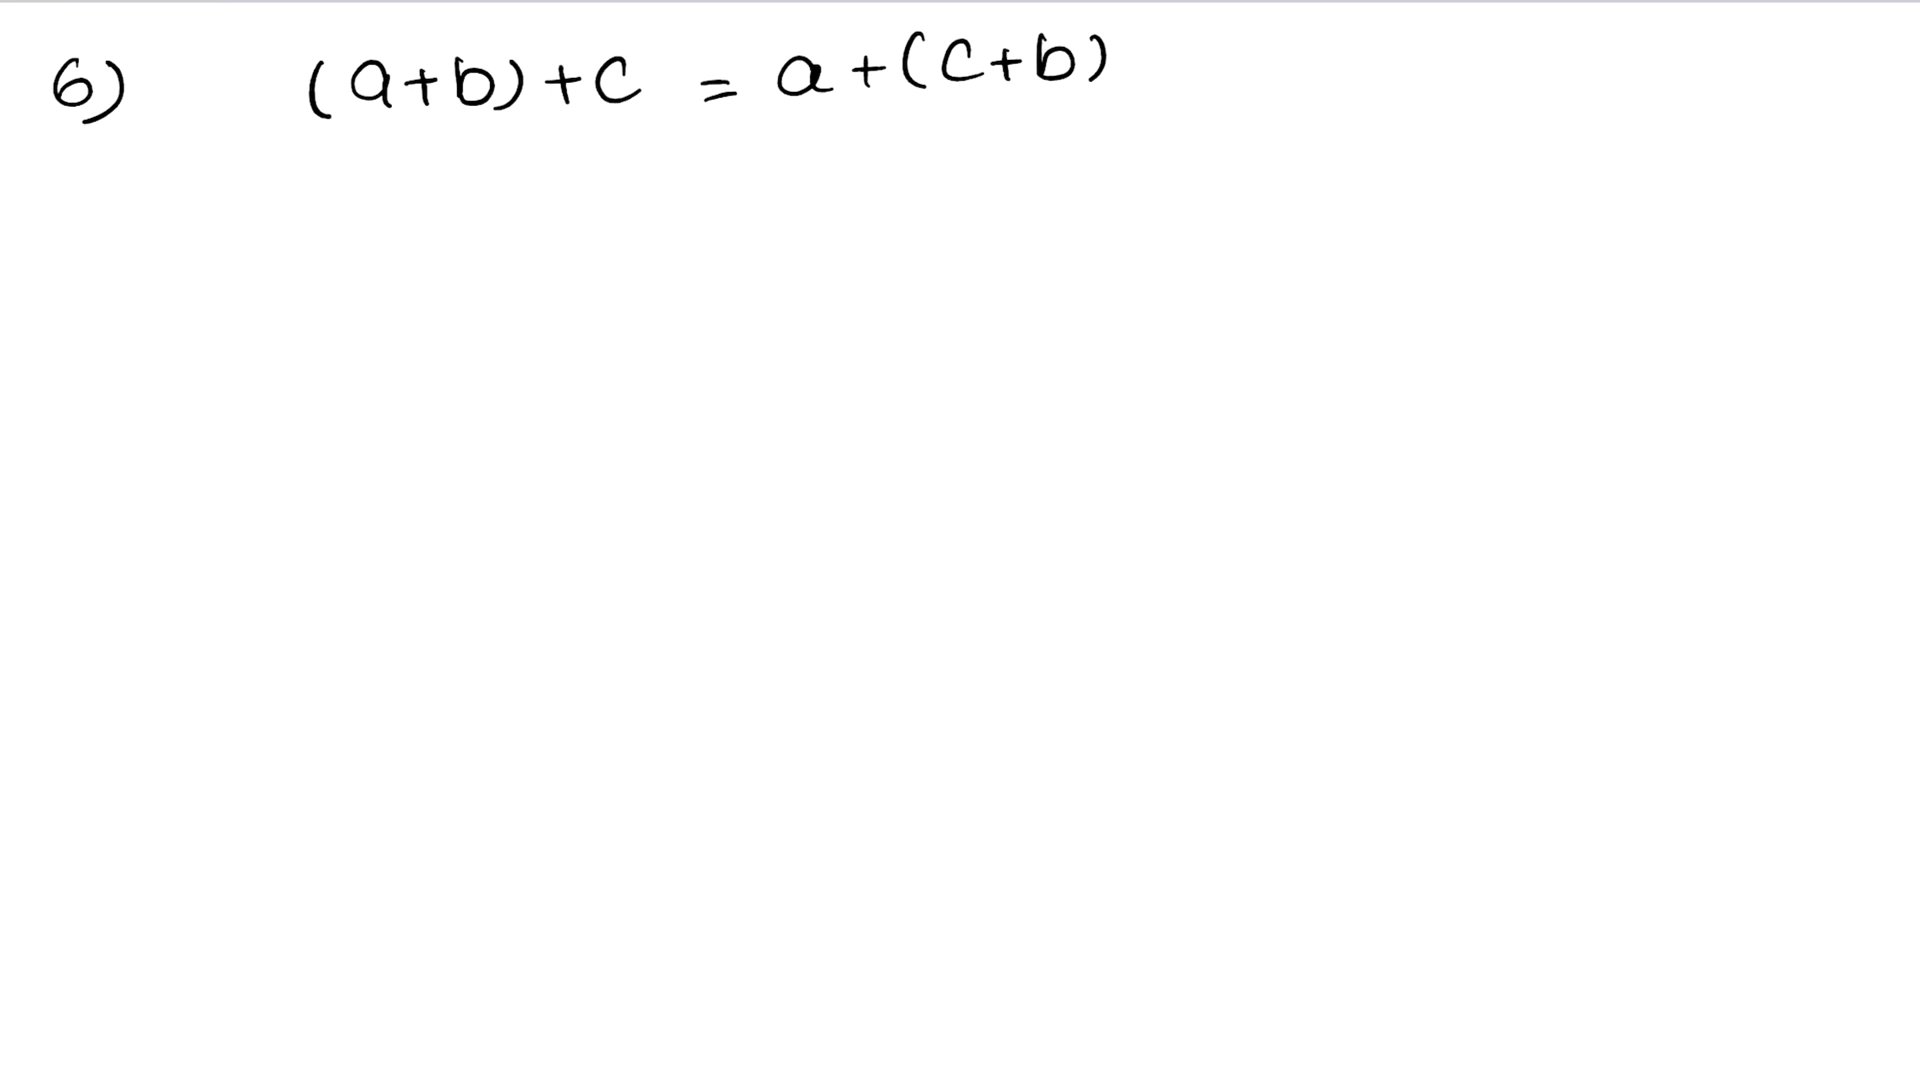 6) (a+b)+c = a+(c+b)